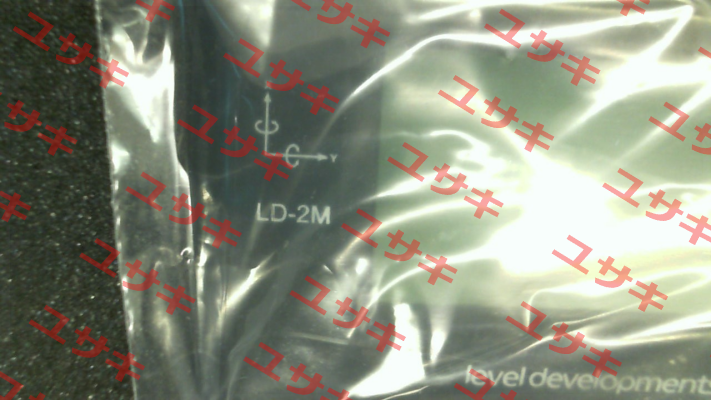 Y
LD-2M
level developments
ユサキ